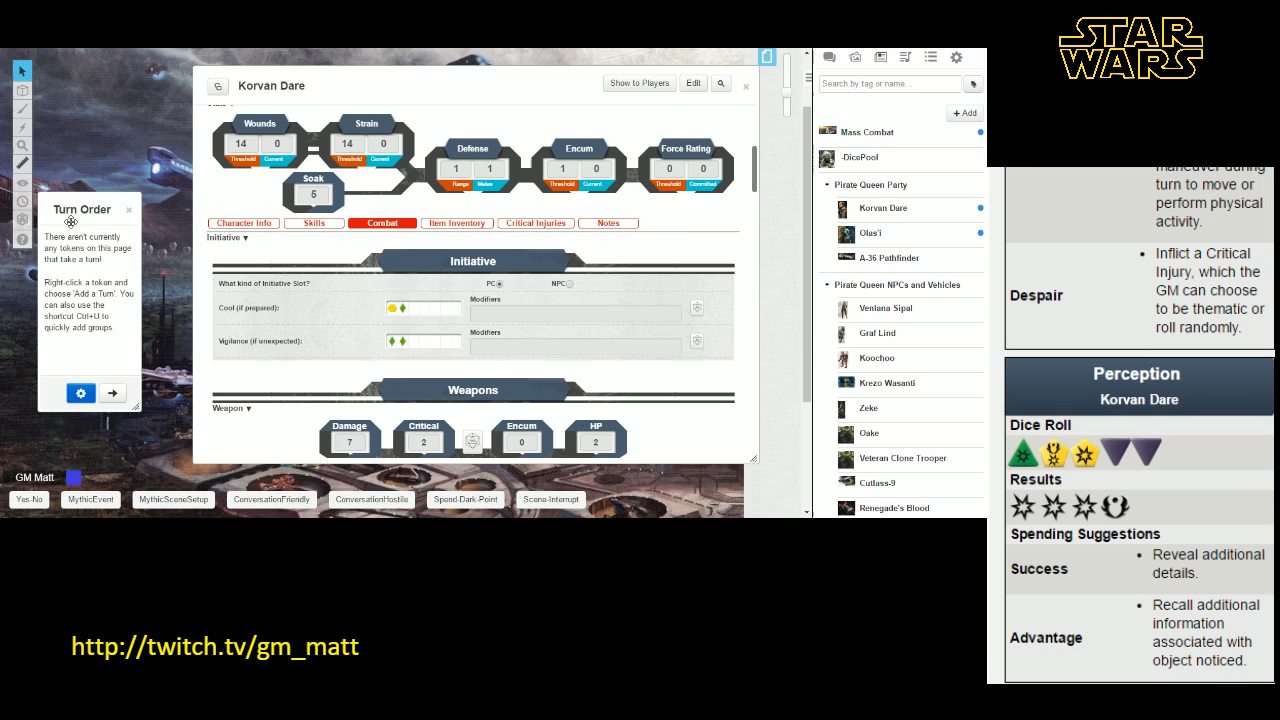 STAR
WARS
Korvan Dare
Show to Players
Edit
Search by tag or name...
+ Add
Wounds
Strain
14
0
14
0
Threshold
Current
Threshold
Current
Defense
Encum
Force Rating
1
1
1
0
0
0
Range
Melee
Threshold
Current
Threshold
Committed
Soak
5
Character Info
Skills
Combat
Item Inventory
Critical Injuries
Notes
Initiative ▼
Initiative
What kind of Initiative Slot?
PC
NPC
Cool (if prepared):
Modifiers
Vigilance (if unexpected):
Modifiers
Weapons
Weapon ▼
Damage
Critical
Encum
HP
7
2
0
2
Turn Order
There aren't currently
any tokens on this page
that take a turn!
Right-click a token and
choose 'Add a Turn'. You
can also use the
shortcut Ctrl+U to
quickly add groups.
GM Matt
Yes-No
MythicEvent
MythicSceneSetup
ConversationFriendly
ConversationHostile
Spend-Dark-Point
Scene-Interrupt
Mass Combat
-DicePool
Pirate Queen Party
Korvan Dare
Olas'i
A-36 Pathfinder
Pirate Queen NPCs and Vehicles
Venlana Sipal
Graf Lind
Koochoo
Krezo Wasanti
Zeke
Oake
Veteran Clone Trooper
Cutlass-9
Renegade's Blood
maneuver during
turn to move or
perform physical
activity.
Despair
• Inflict a Critical
Injury, which the
GM can choose
to be thematic or
roll randomly.
Perception
Korvan Dare
Dice Roll
Results
Spending Suggestions
Success
• Reveal additional
details.
Advantage
• Recall additional
information
associated with
object noticed.
http://twitch.tv/gm_matt